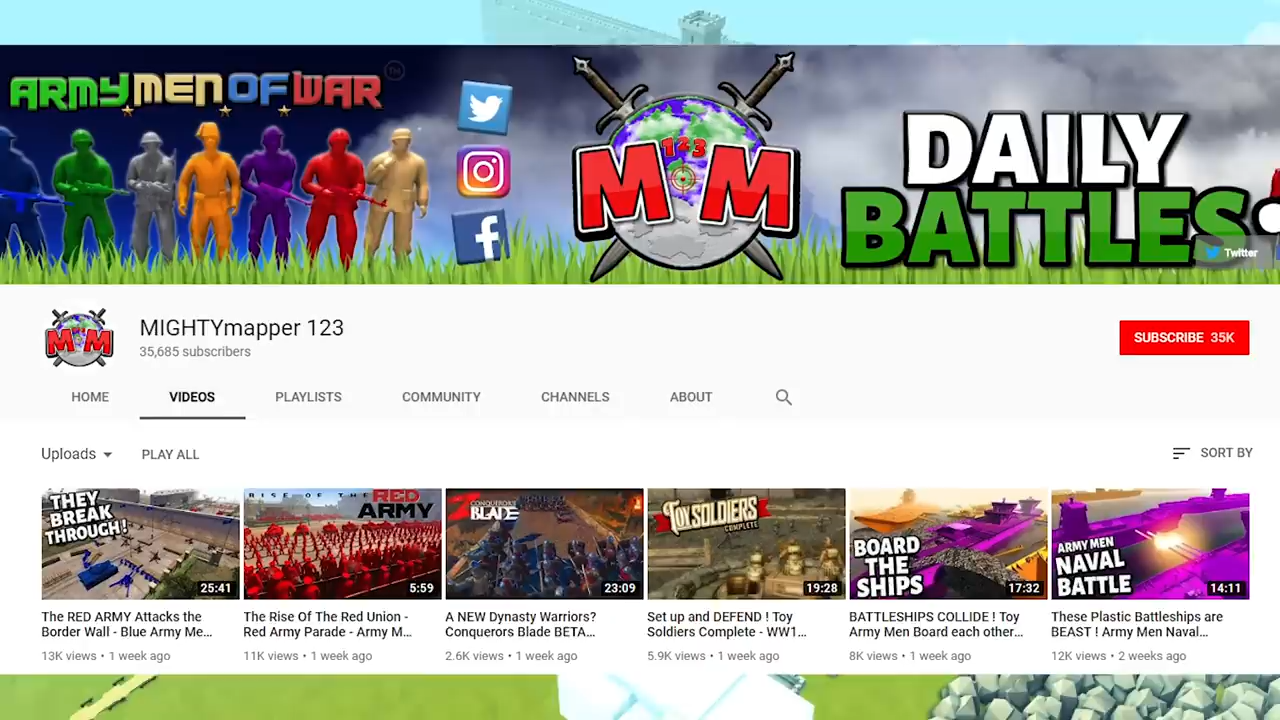 ARMY MEN OF WAR TM
123
MM
DAILY
BATTLES
Twitter
MM
MIGHTYmapper 123
35,685 subscribers
SUBSCRIBE 35K
HOME
VIDEOS
PLAYLISTS
COMMUNITY
CHANNELS
ABOUT
Uploads
PLAY ALL
SORT BY
THEY
BREAK
THROUGH!
25:41
RISE OF THE RED
ARMY
5:59
CONQUEROR'S
BLADE
23:09
TOY SOLDIERS
COMPLETE
19:28
BOARD
THE
SHIPS
17:32
ARMY MEN
NAVAL
BATTLE
14:11
The RED ARMY Attacks the
Border Wall - Blue Army Me...
13K views • 1 week ago
The Rise Of The Red Union -
Red Army Parade - Army M...
11K views • 1 week ago
A NEW Dynasty Warriors?
Conquerors Blade BETA...
2.6K views • 1 week ago
Set up and DEFEND ! Toy
Soldiers Complete - WW1...
5.9K views • 1 week ago
BATTLESHIPS COLLIDE ! Toy
Army Men Board each other...
8K views • 1 week ago
These Plastic Battleships are
BEAST ! Army Men Naval...
12K views • 2 weeks ago